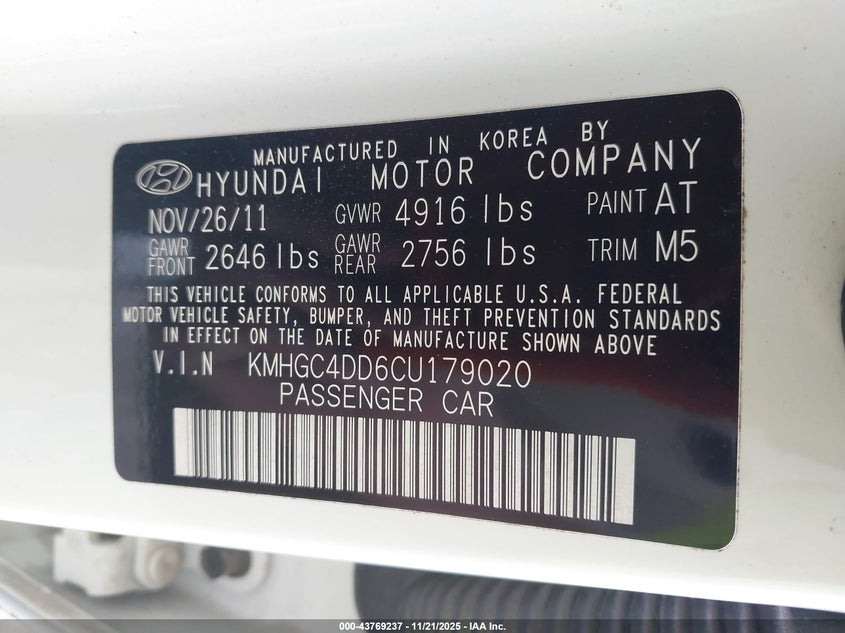 MANUFACTURED IN KOREA BY
HYUNDAI MOTOR COMPANY
NOV/26/11 GVWR 4916 lbs PAINT AT
GAWR FRONT 2646 lbs GAWR REAR 2756 lbs TRIM M5
THIS VEHICLE CONFORMS TO ALL APPLICABLE U.S.A. FEDERAL
MOTOR VEHICLE SAFETY, BUMPER, AND THEFT PREVENTION STANDARDS
IN EFFECT ON THE DATE OF MANUFACTURE SHOWN ABOVE
V.I.N KMHGC4DD6CU179020
PASSENGER CAR
000-43769237 - 11/21/2025 - IAA Inc.